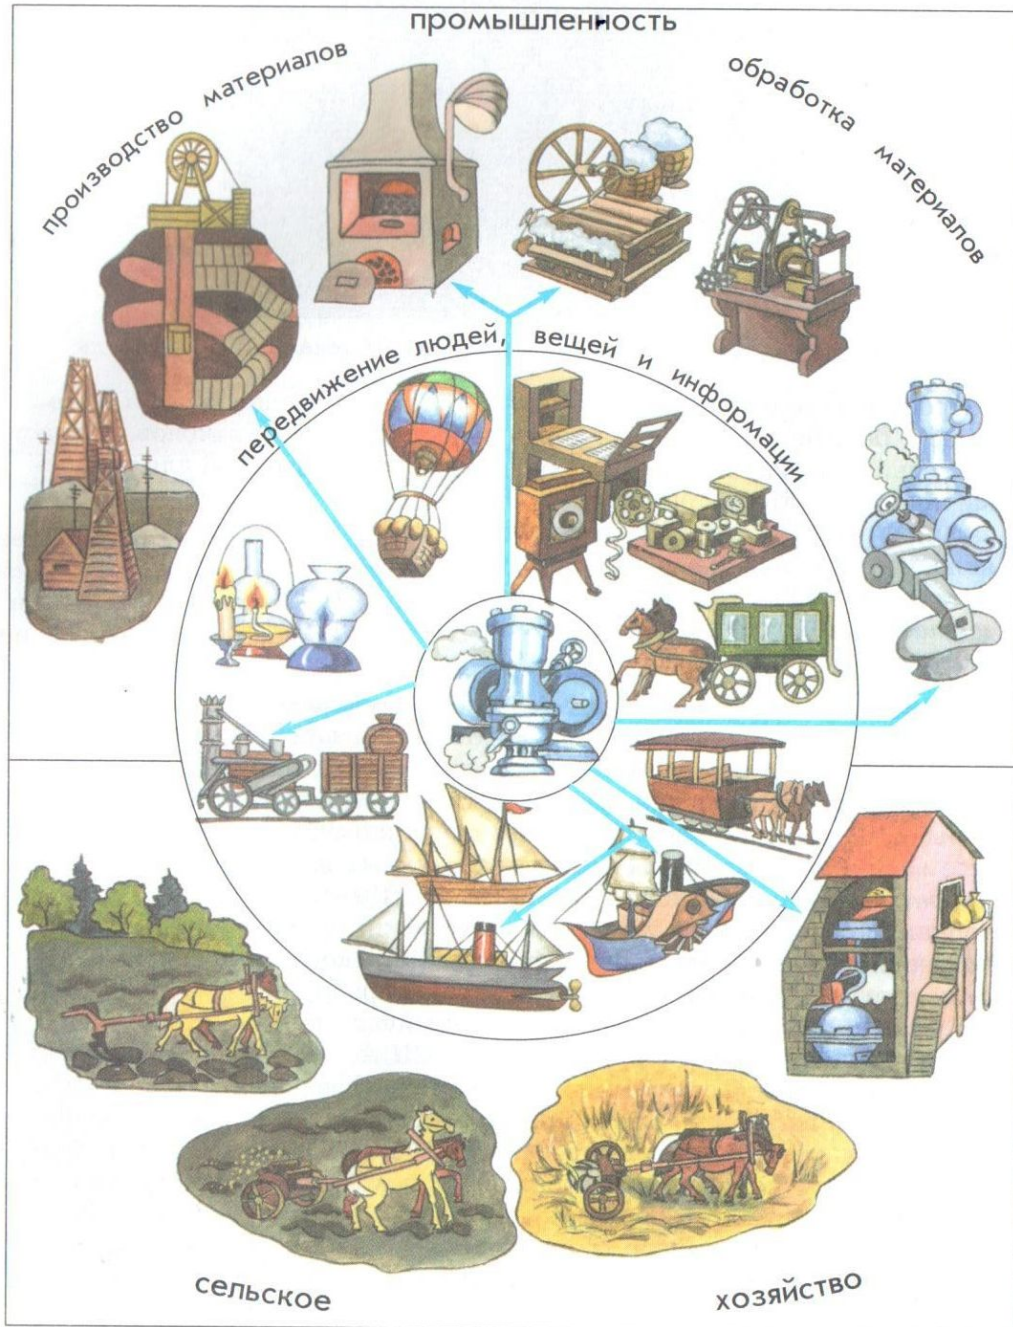 промышленность
производство материалов
обработка материалов
передвижение людей, вещей и информации
сельское хозяйство